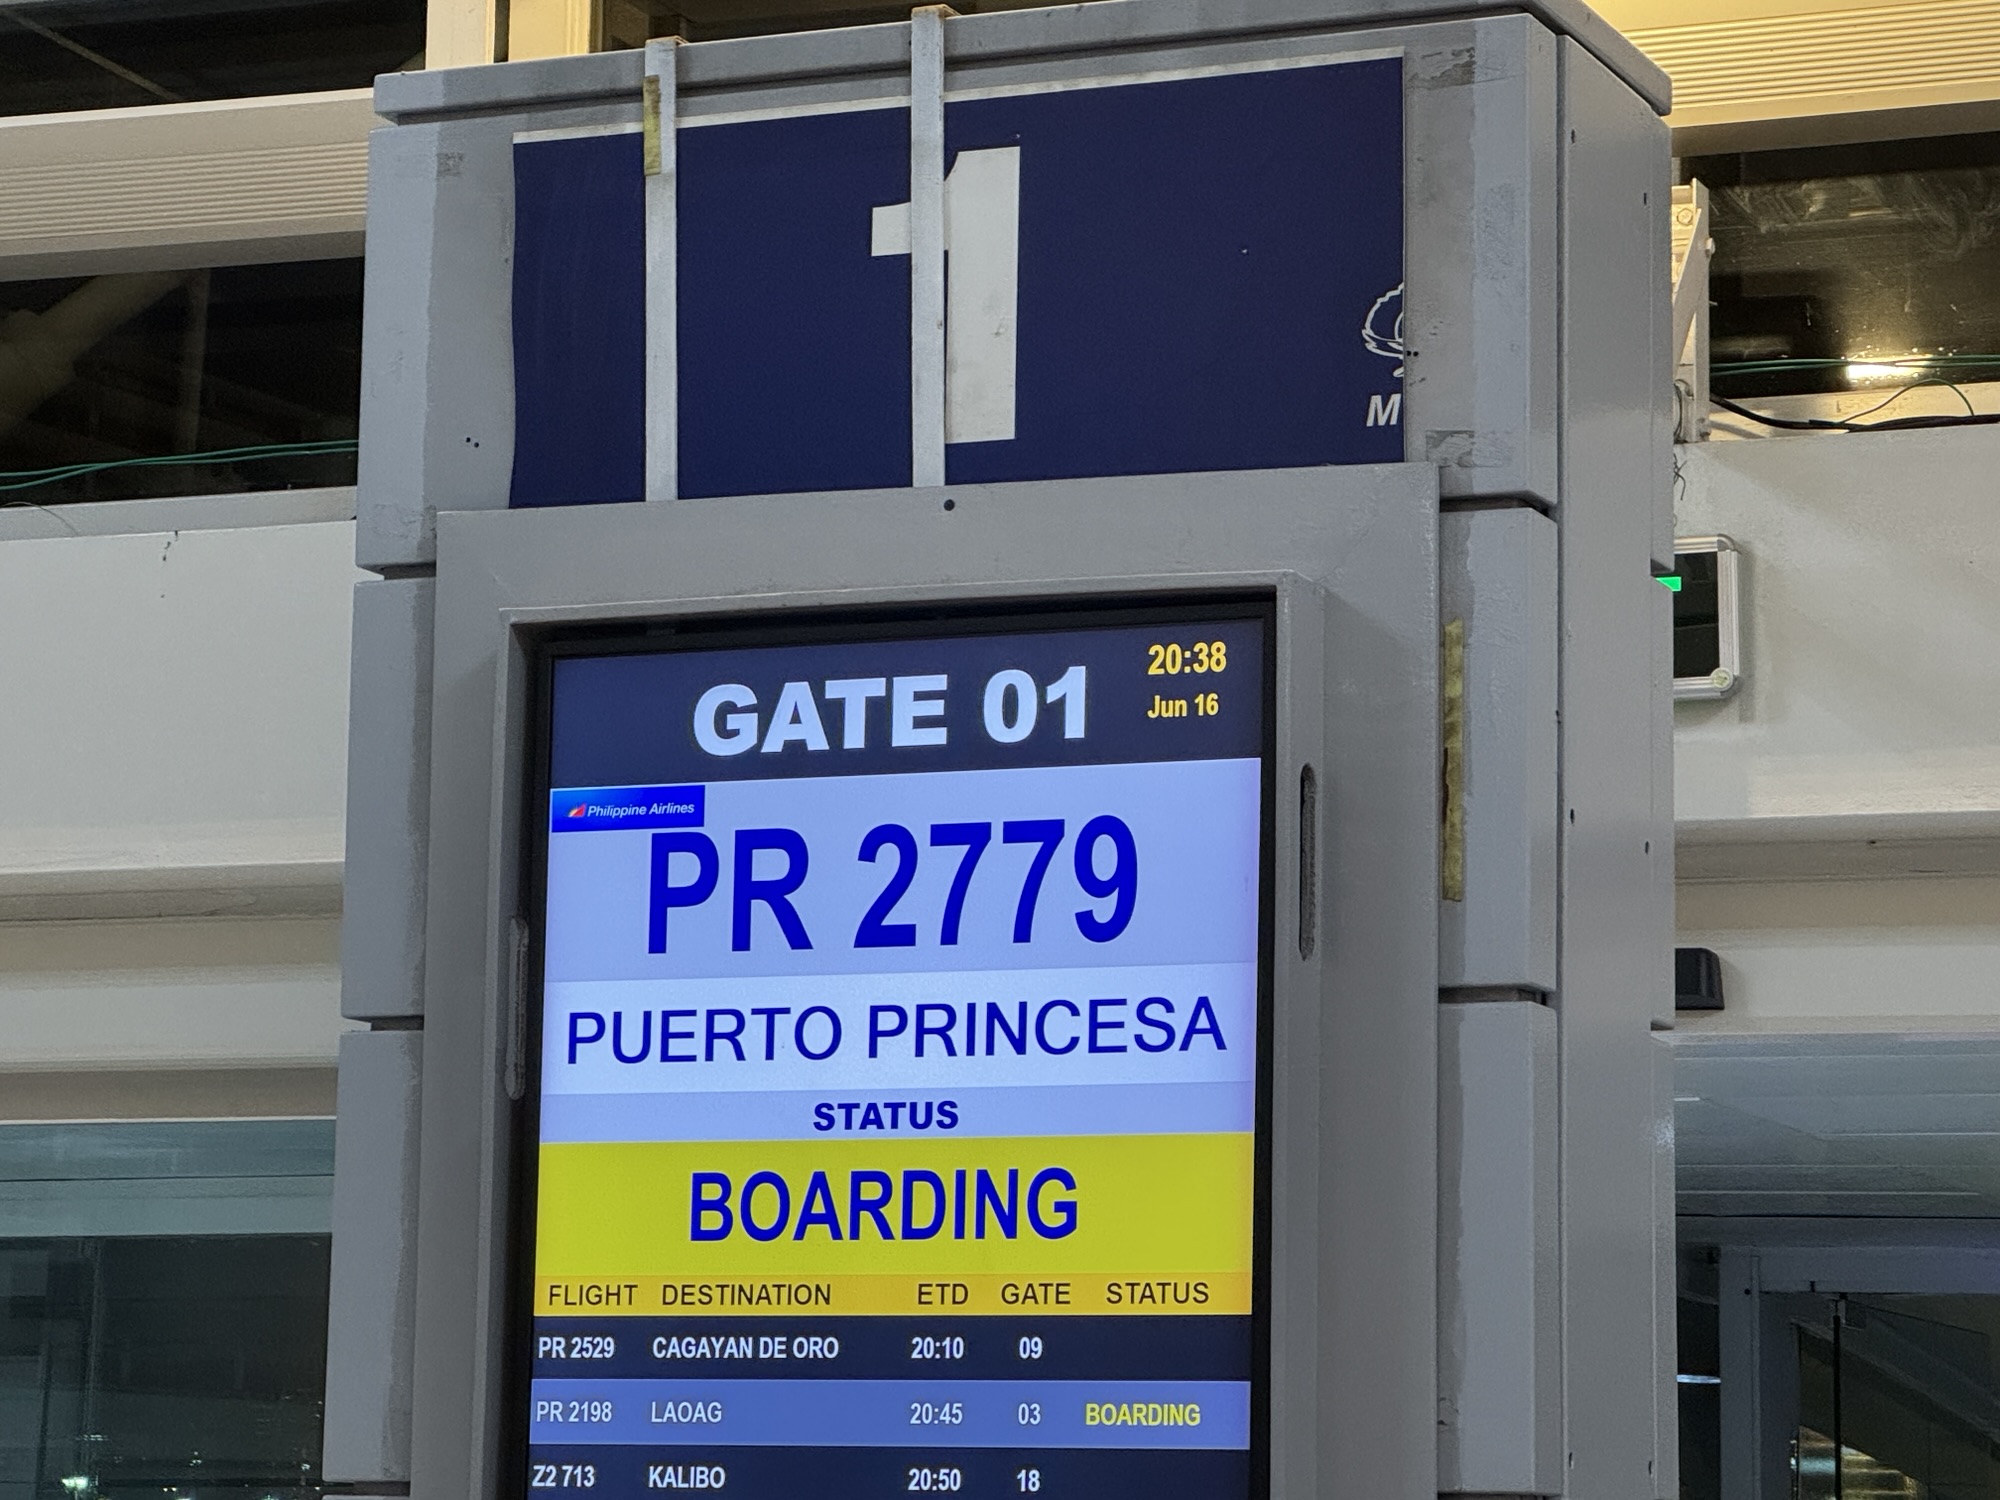 1
M
GATE 01
20:38
Jun 16
Philippine Airlines
PR 2779
PUERTO PRINCESA
STATUS
BOARDING
FLIGHT DESTINATION ETD GATE STATUS
PR 2529 CAGAYAN DE ORO 20:10 09
PR 2198 LAOAG 20:45 03 BOARDING
Z2 713 KALIBO 20:50 18